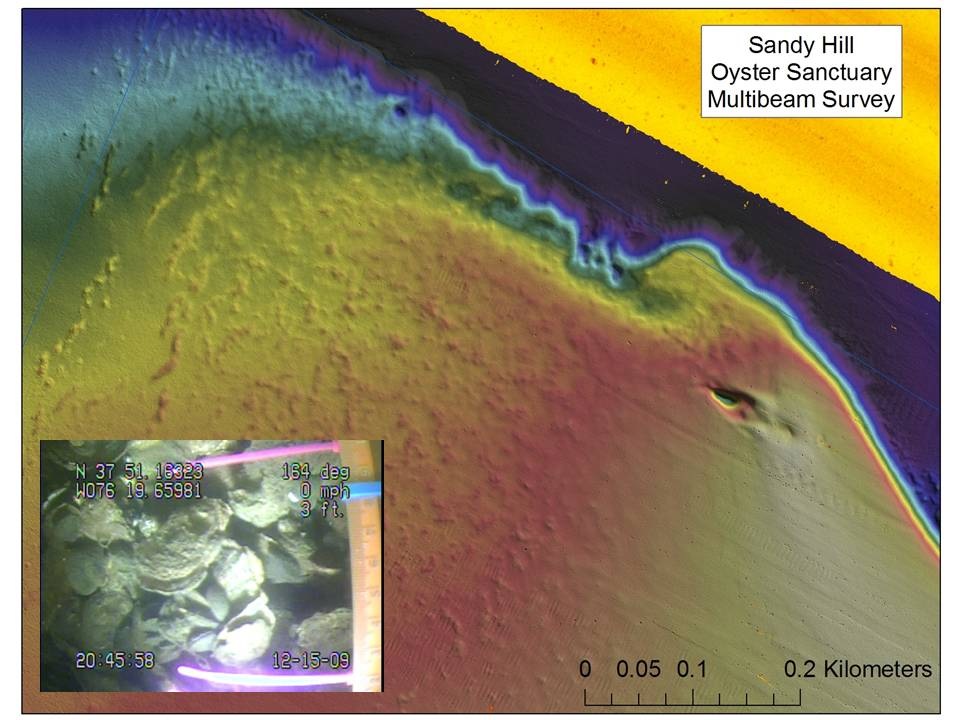 Sandy Hill
Oyster Sanctuary
Multibeam Survey
N 37 51.16323 164 deg
W076 19.65981 0 mph
3 ft.
20:45:58 12-15-09
0 0.05 0.1 0.2 Kilometers